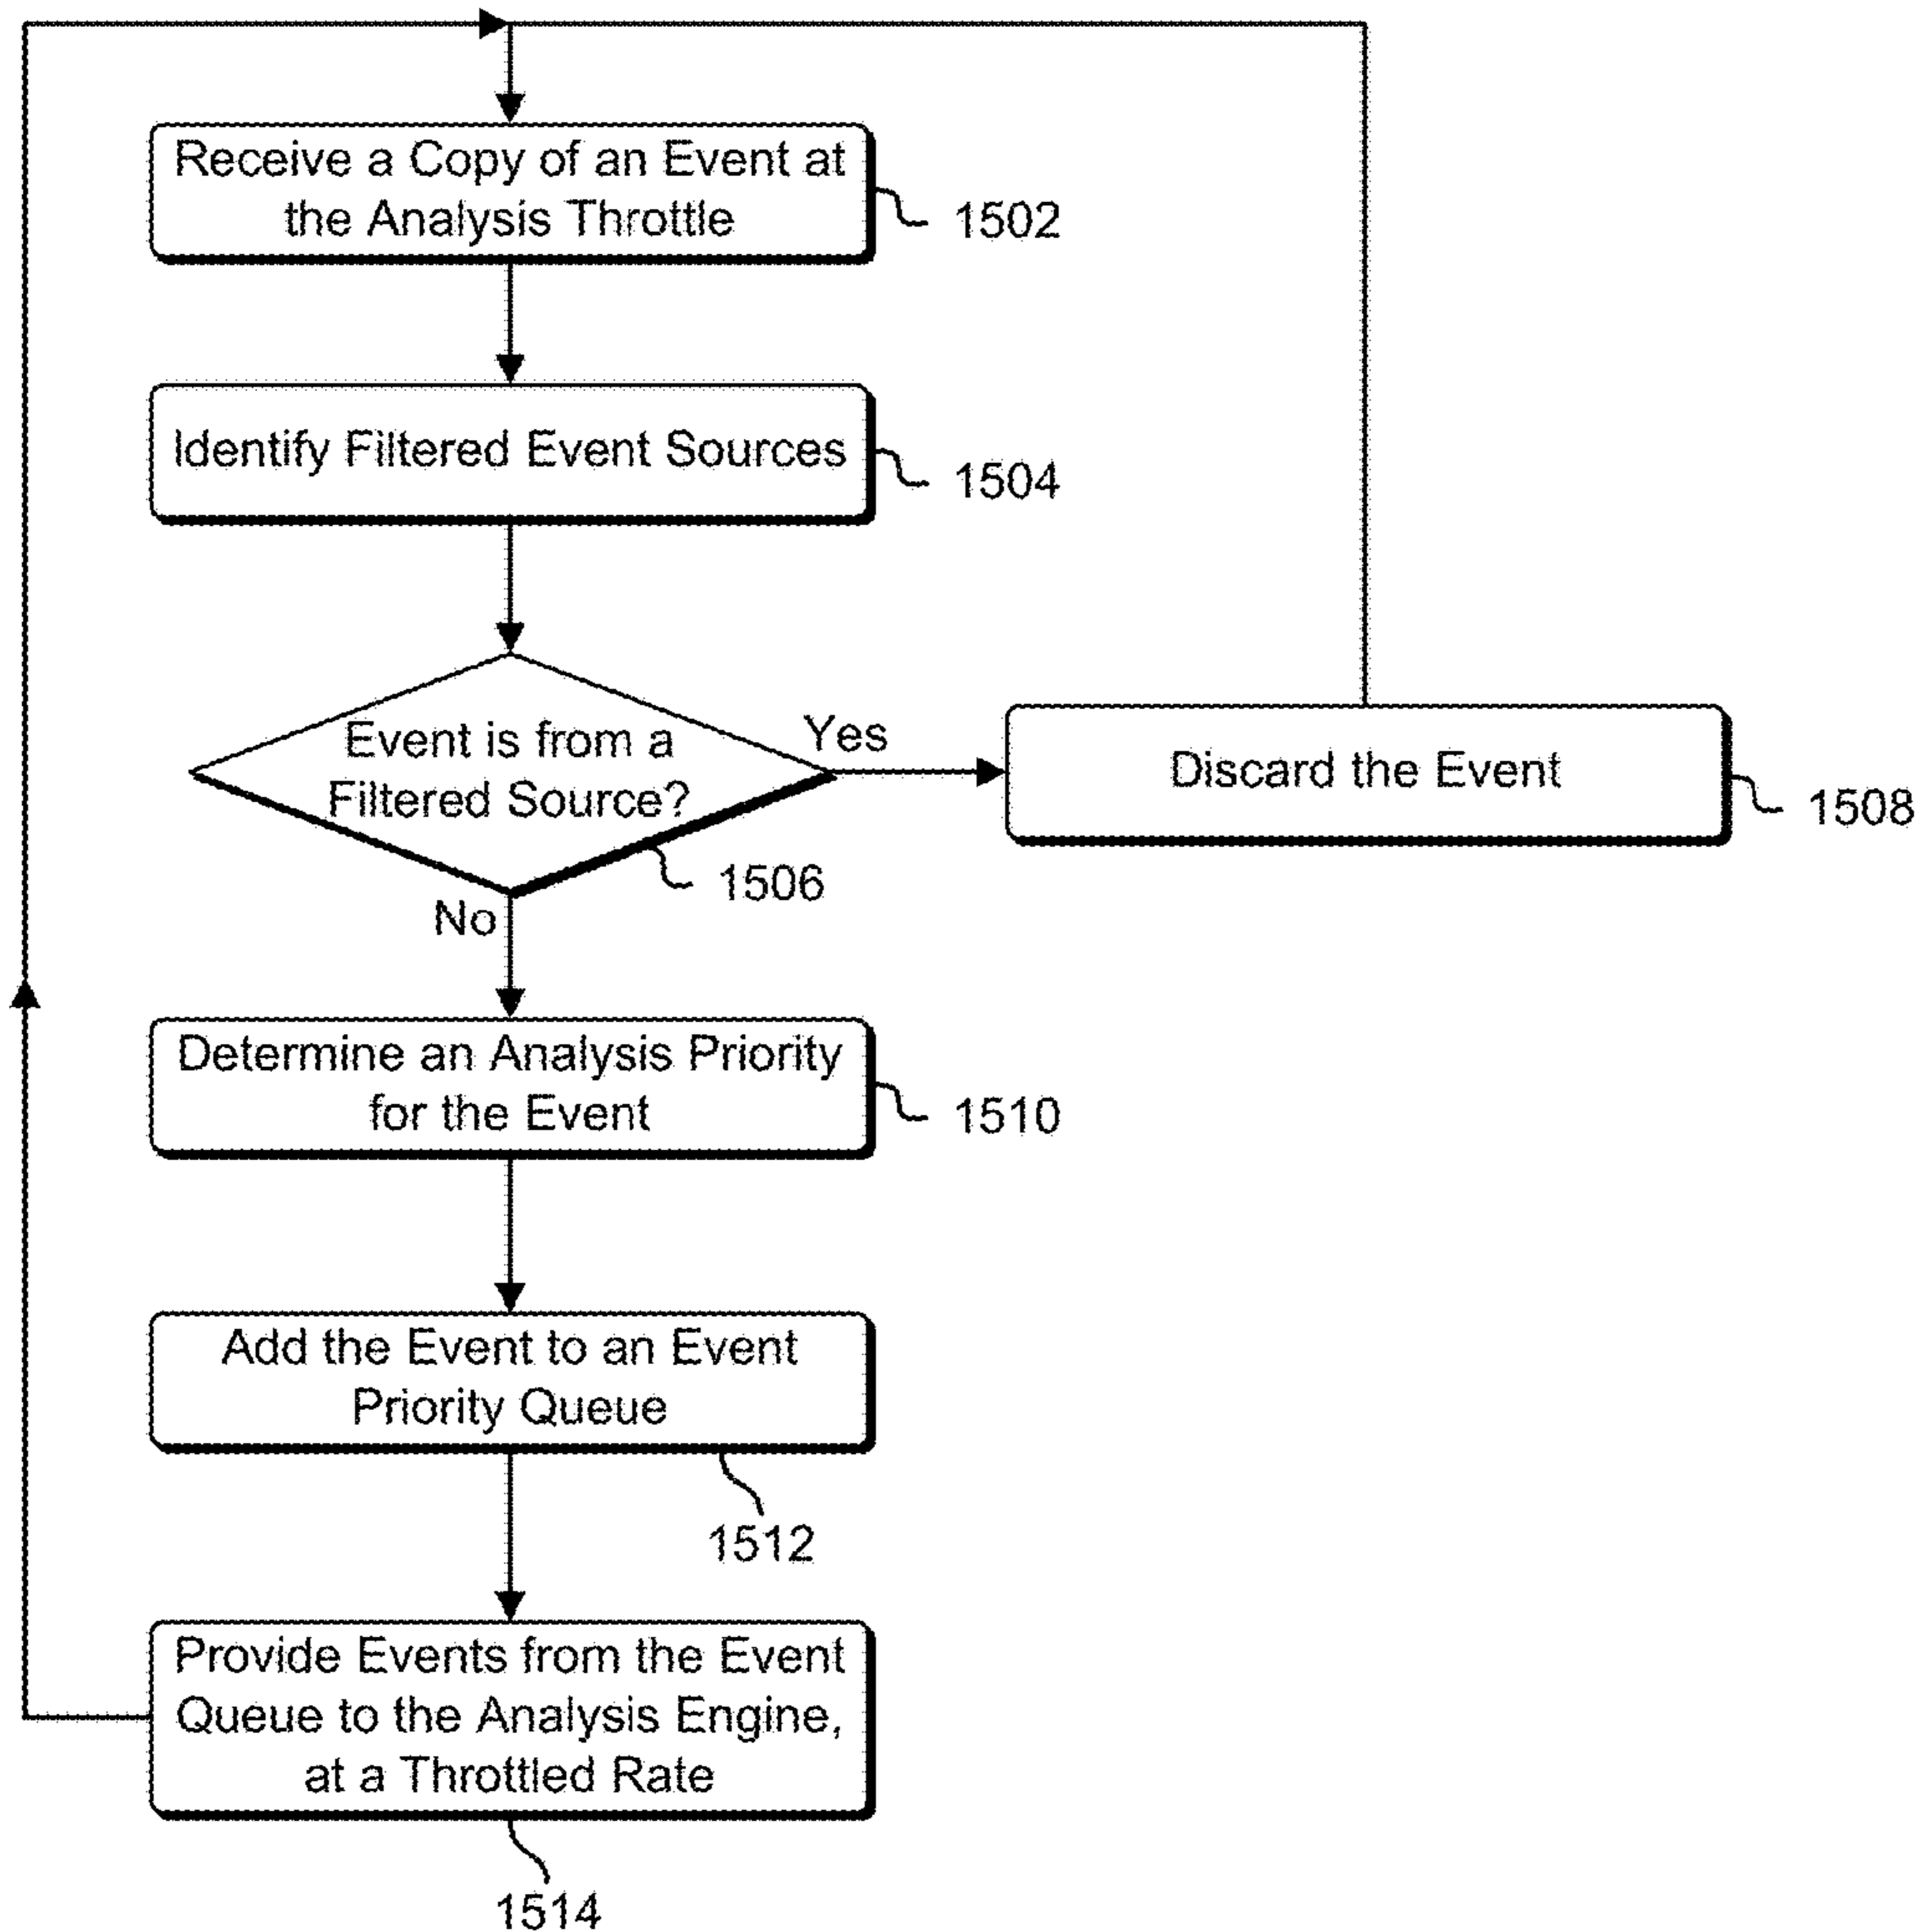 Receive a Copy of an Event at
the Analysis Throttle
1502
Identify Filtered Event Sources
1504
Event is from a
Filtered Source?
1506
Yes
Discard the Event
1508
No
Determine an Analysis Priority
for the Event
1510
Add the Event to an Event
Priority Queue
1512
Provide Events from the Event
Queue to the Analysis Engine,
at a Throttled Rate
1514